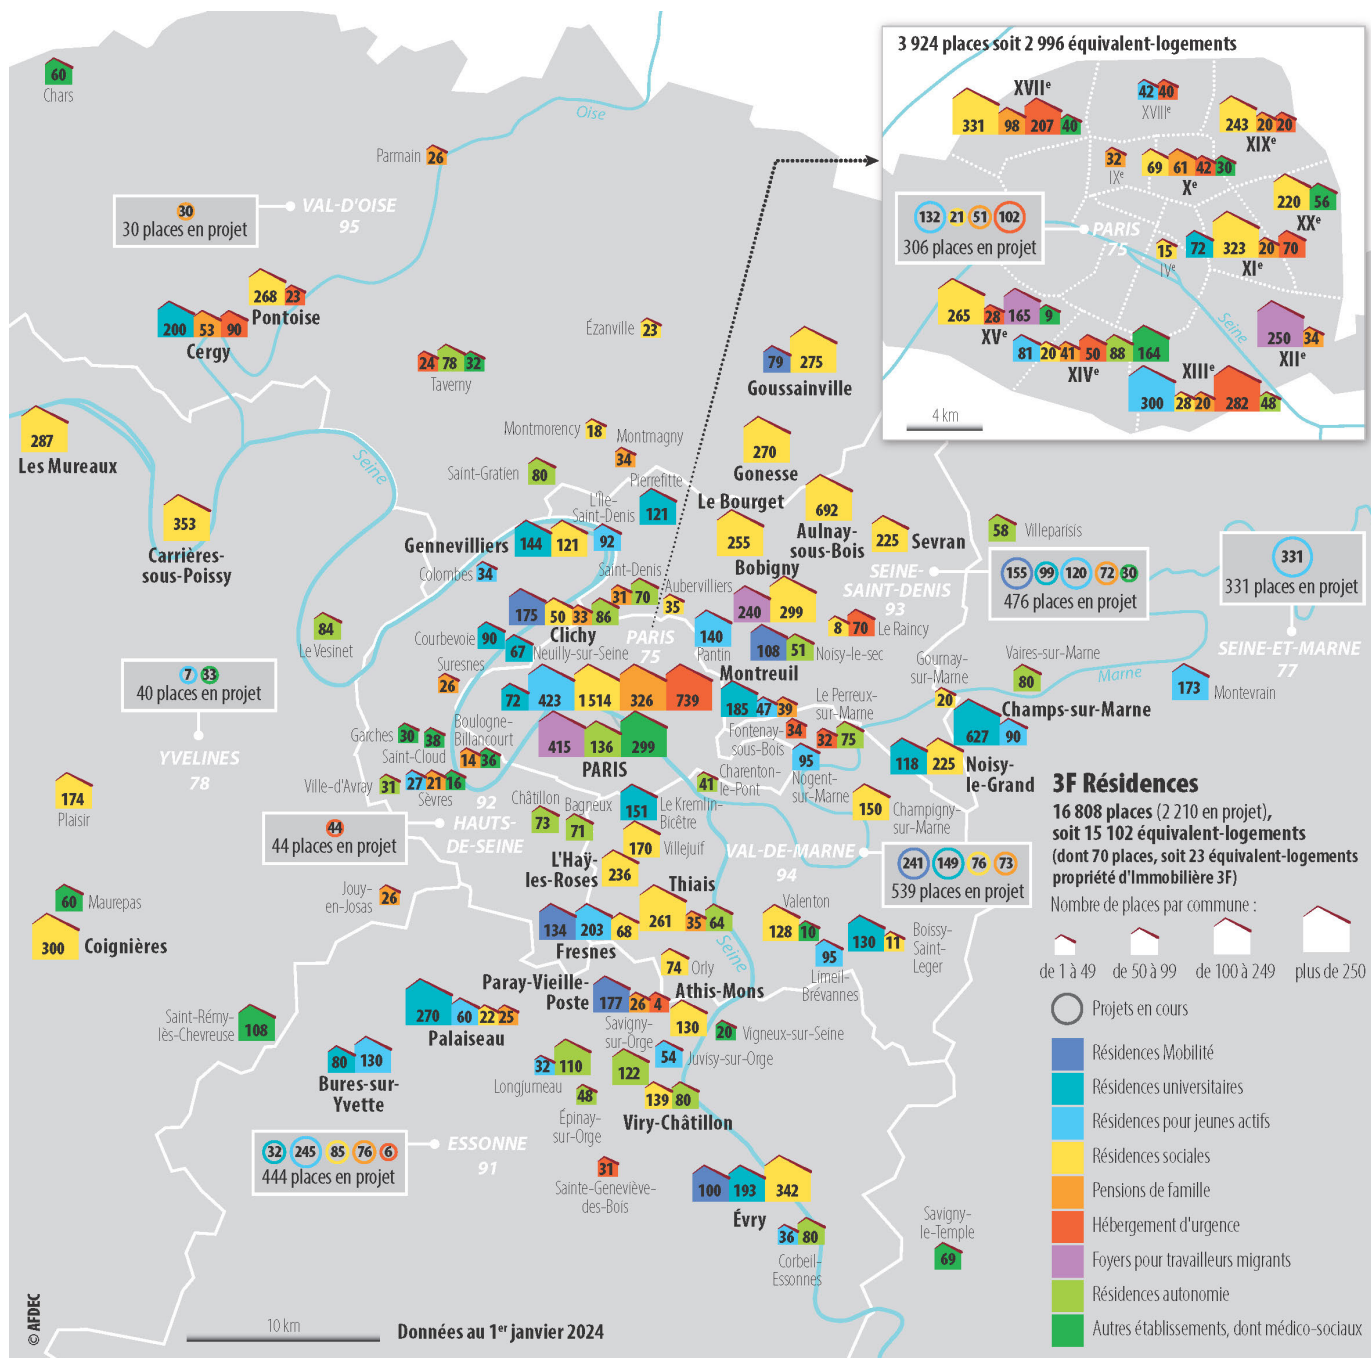 3 924 places soit 2 996 équivalent-logements
XVIIe
331 98 207 40
42 40
XVIIIe
243 20 20
XIXe
32
IXe
69 61 42 30
Xe
220 56
XXe
132 21 51 102
306 places en projet
PARIS
75
15
IVe
72 323 20 70
XIe
265 28 165 9
XVe
Seine
250 34
XIIe
81 20 41 50 88 164
XIVe
XIIIe
300 28 20 282 48
4 km
60
Chars
Oise
Parmain
26
30
30 places en projet
VAL-D'OISE
95
268 23
Pontoise
200 53 90
Cergy
Ézanville
23
24 78 32
Taverny
79 275
Goussainville
287
Les Mureaux
Seine
353
Carrières-
sous-Poissy
Montmorency
18
Montmagny
34
Saint-Gratien
80
Pierrefitte
121
L'Île-
Saint-Denis
92
270
Gonesse
Le Bourget
255
Bobigny
692
Aulnay-
sous-Bois
225
Sevran
58
Villeparisis
Gennevilliers
144 121
Colombes
34
Saint-Denis
31 70
Aubervilliers
35
SEINE-
SAINT-DENIS
93
155 99 120 72 30
476 places en projet
331
331 places en projet
SEINE-ET-MARNE
77
175 50 33 86
Clichy
PARIS
75
240 299
140
Pantin
108 51
Noisy-le-sec
Montreuil
8 70
Le Raincy
84
Le Vesinet
Courbevoie
90
67
Neuilly-sur-Seine
Suresnes
26
7 33
40 places en projet
YVELINES
78
72 423 1 514 326 739
415 136 299
PARIS
185 47 39
Fontenay-
sous-Bois
34
Le Perreux-
sur-Marne
32 75
95
Nogent-
sur-Marne
Gournay-
sur-Marne
20
Vaires-sur-Marne
80
Marne
173
Montevrain
Champs-sur-Marne
627 90
118 225
Noisy-
le-Grand
Garches
30
38
Saint-Cloud
Boulogne-
Billancourt
14 36
Ville-d'Avray
31
27 21 16
Sèvres
92
HAUTS-
DE-SEINE
44
44 places en projet
174
Plaisir
41
Charenton-
le-Pont
Châtillon
73
Bagneux
71
151
Le Kremlin-
Bicêtre
170
Villejuif
236
L'Haÿ-
les-Roses
150
Champigny-
sur-Marne
VAL-DE-MARNE
94
241 149 76 73
539 places en projet
60
Maurepas
300
Coignières
Jouy-
en-Josas
26
Thiais
261 35 64
134 203 68
Fresnes
Valenton
128 10
95
Limeil-
Brévannes
130 11
Boissy-
Saint-
Leger
74
Orly
Seine
Paray-Vieille-
Poste
177 26 4
Savigny-
sur-Orge
Athis-Mons
130
20
Vigneux-sur-Seine
54
Juvisy-sur-Orge
Saint-Rémy-
lès-Chevreuse
108
270 60 22 25
Palaiseau
80 130
Bures-sur-
Yvette
32 110
Longjumeau
122
48
Épinay-
sur-Orge
139 80
Viry-Châtillon
32 245 85 76 6
444 places en projet
ESSONNE
91
31
Sainte-Geneviève-
des-Bois
100 193 342
Évry
36 80
Corbeil-
Essonnes
Savigny-
le-Temple
69
3F Résidences
16 808 places (2 210 en projet),
soit 15 102 équivalent-logements
(dont 70 places, soit 23 équivalent-logements
propriété d'Immobilière 3F)
Nombre de places par commune :
de 1 à 49 de 50 à 99 de 100 à 249 plus de 250
Projets en cours
Résidences Mobilité
Résidences universitaires
Résidences pour jeunes actifs
Résidences sociales
Pensions de famille
Hébergement d'urgence
Foyers pour travailleurs migrants
Résidences autonomie
Autres établissements, dont médico-sociaux
© AFDEC
10 km
Données au 1er janvier 2024